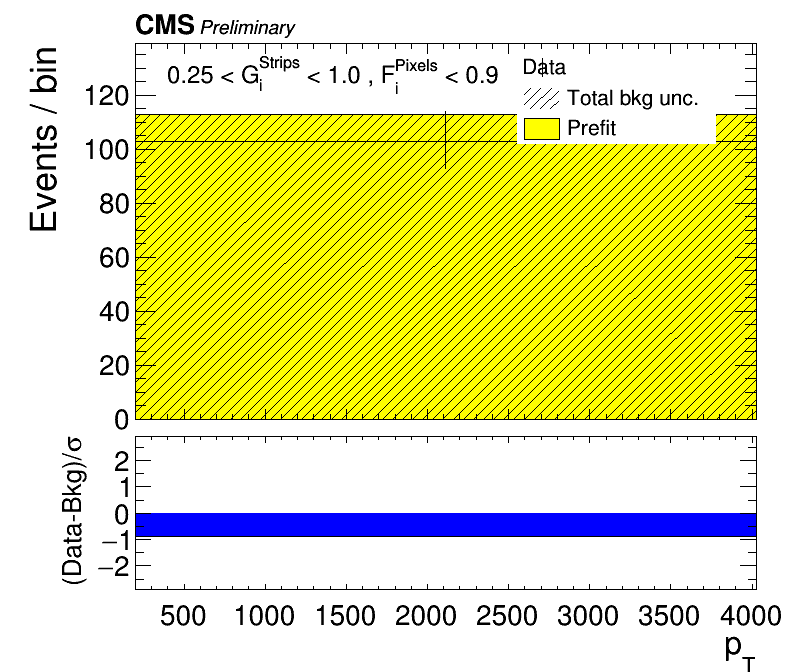 CMS Preliminary
0.25 < G_i^Strips < 1.0 , F_i^Pixels < 0.9
Data
Total bkg unc.
Prefit
Events / bin
120
100
80
60
40
20
0
(Data-Bkg)/σ
2
1
0
−1
−2
500 1000 1500 2000 2500 3000 3500 4000
p_T